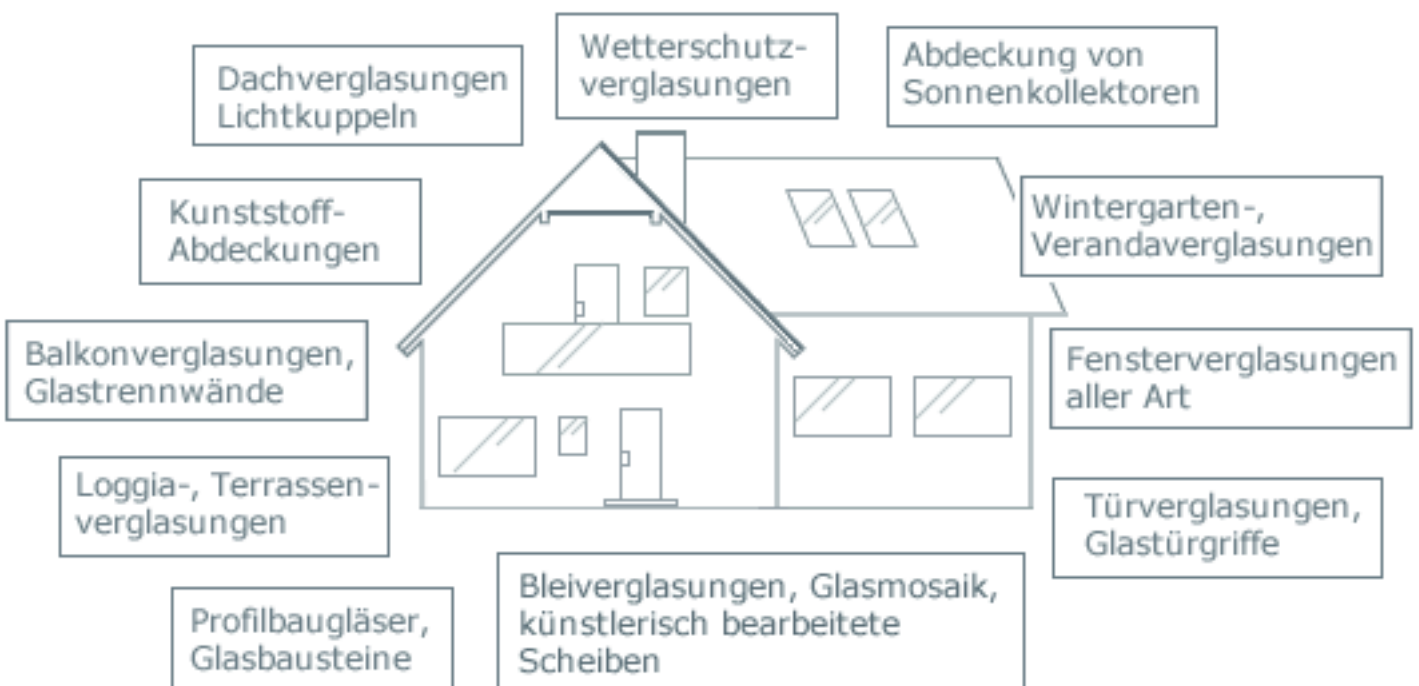 Wetterschutz-
verglasungen
Dachverglasungen
Lichtkuppeln
Abdeckung von
Sonnenkollektoren
Kunststoff-
Abdeckungen
Wintergarten-,
Verandaverglasungen
Balkonverglasungen,
Glastrennwände
Fensterverglasungen
aller Art
Loggia-, Terrassen-
verglasungen
Türverglasungen,
Glastürgriffe
Profilbaugläser,
Glasbausteine
Bleiverglasungen, Glasmosaik,
künstlerisch bearbeitete
Scheiben